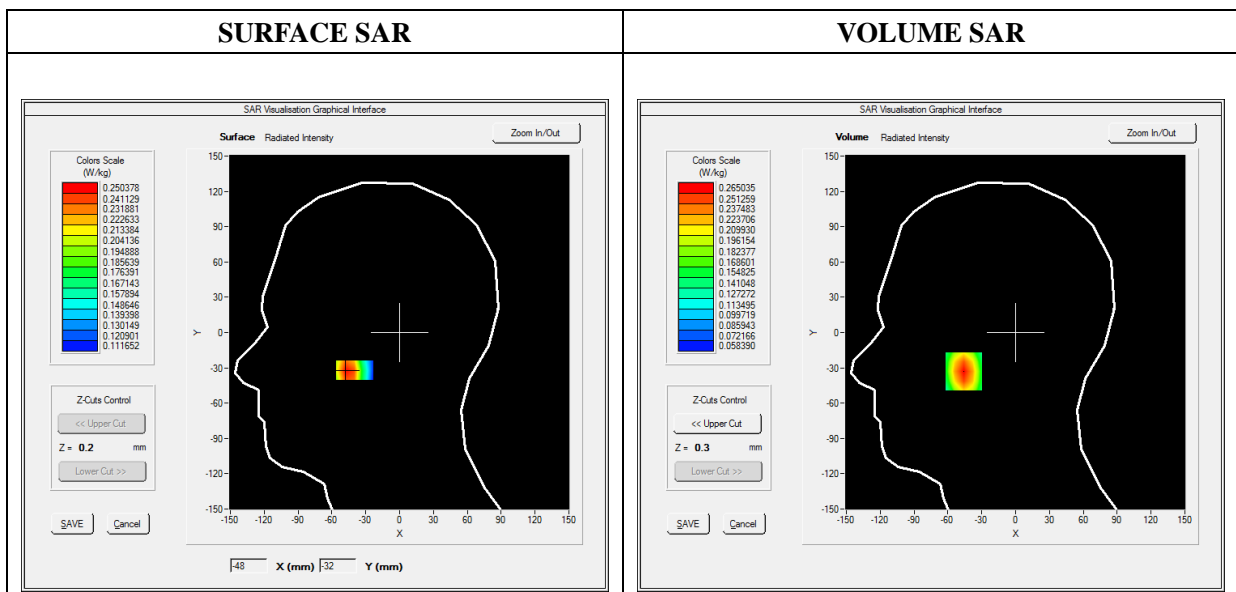 SURFACE SAR
VOLUME SAR
SAR Visualisation Graphical Interface
Surface Radiated Intensity
Zoom In/Out
Colors Scale
(W/kg)
0.250378
0.241129
0.231881
0.222633
0.213384
0.204136
0.194888
0.185639
0.176391
0.167143
0.157894
0.148646
0.139398
0.130149
0.120901
0.111652
Z-Cuts Control
<< Upper Cut
Z = 0.2 mm
Lower Cut >>
SAVE
Cancel
150
120
90
60
30
0
-30
-60
-90
-120
-150
Y
-150 -120 -90 -60 -30 0 30 60 90 120 150
X
-48 X (mm) -32 Y (mm)
SAR Visualisation Graphical Interface
Volume Radiated Intensity
Zoom In/Out
Colors Scale
(W/kg)
0.265035
0.251259
0.237483
0.223706
0.209930
0.196154
0.182377
0.168601
0.154825
0.141048
0.127272
0.113495
0.099719
0.085943
0.072166
0.058390
Z-Cuts Control
<< Upper Cut
Z = 0.3 mm
Lower Cut >>
SAVE
Cancel
150
120
90
60
30
0
-30
-60
-90
-120
-150
Y
-150 -120 -90 -60 -30 0 30 60 90 120 150
X